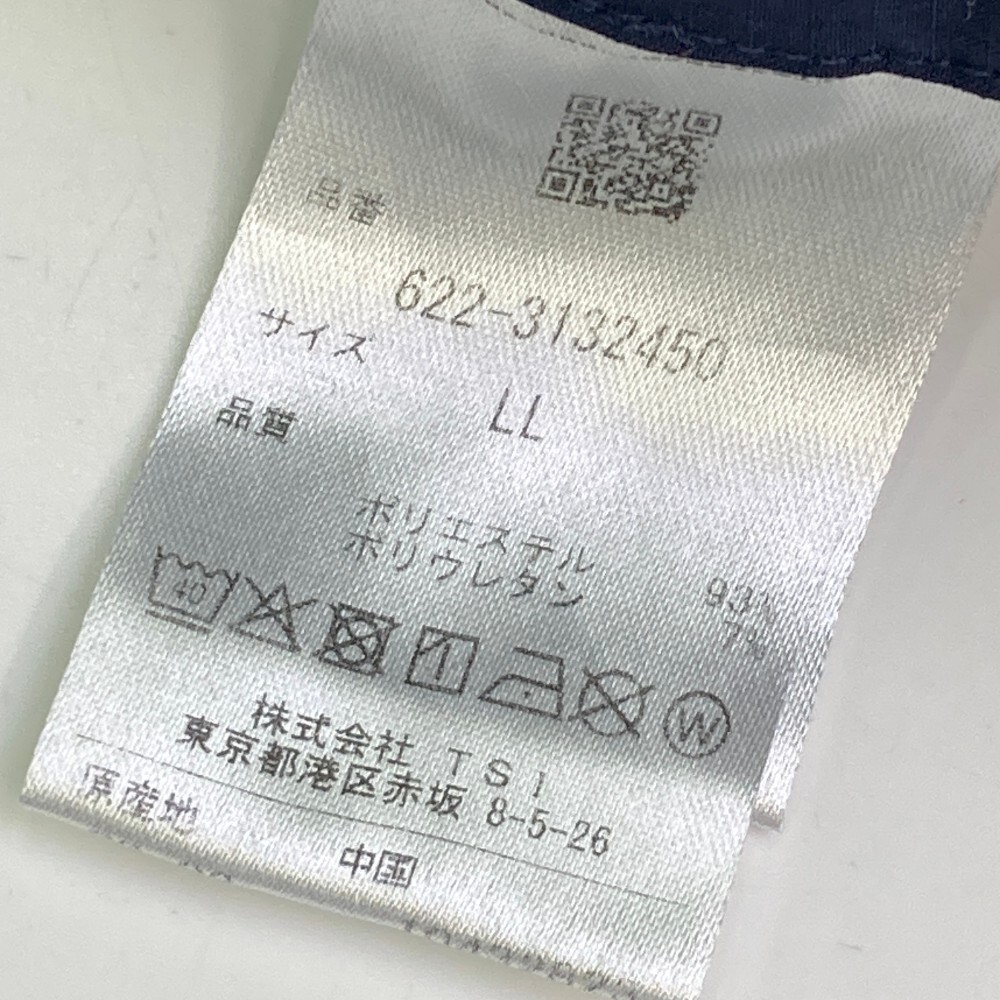 品番
622-3132450
サイズ
LL
品質
ポリエステル 93%
ポリウレタン 7%
40
W
株式会社 TSI
東京都港区赤坂 8-5-26
原産地
中国